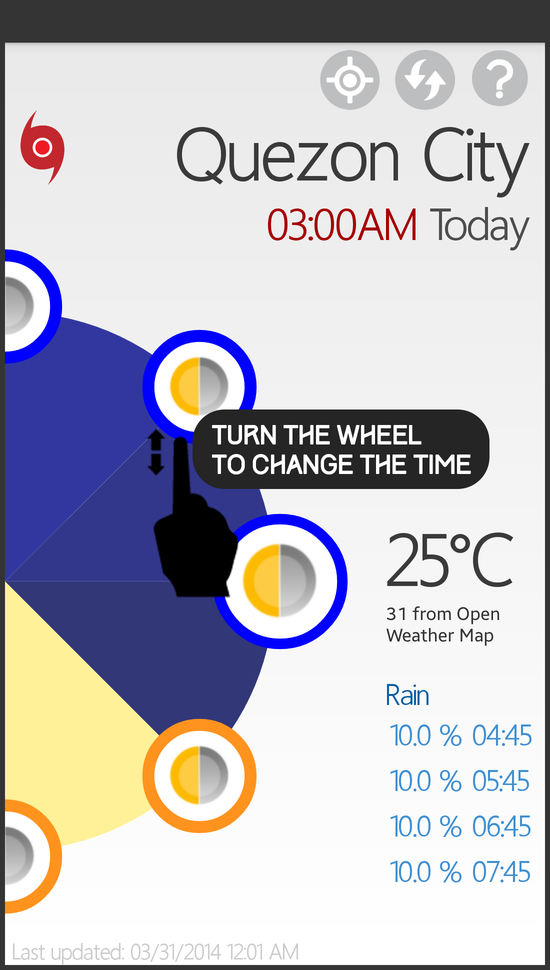 ?
Quezon City
03:00AM Today
TURN THE WHEEL
TO CHANGE THE TIME
25°C
31 from Open
Weather Map
Rain
10.0 % 04:45
10.0 % 05:45
10.0 % 06:45
10.0 % 07:45
Last updated: 03/31/2014 12:01 AM